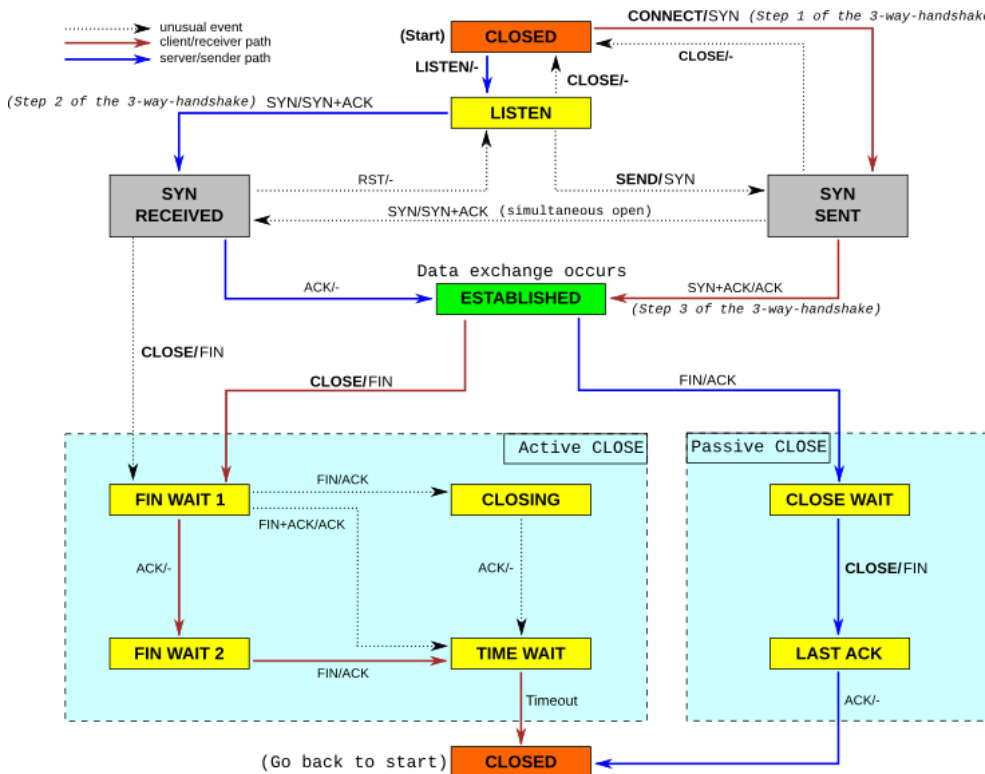 unusual event
client/receiver path
server/sender path
(Start)
CLOSED
CONNECT/SYN (Step 1 of the 3-way-handshake
CLOSE/-
LISTEN/-
CLOSE/-
(Step 2 of the 3-way-handshake)
SYN/SYN+ACK
LISTEN
RST/-
SEND/SYN
SYN
RECEIVED
SYN
SENT
SYN/SYN+ACK (simultaneous open)
Data exchange occurs
ACK/-
ESTABLISHED
SYN+ACK/ACK
(Step 3 of the 3-way-handshake)
CLOSE/FIN
CLOSE/FIN
FIN/ACK
Active CLOSE
Passive CLOSE
FIN WAIT 1
FIN/ACK
CLOSING
CLOSE WAIT
FIN+ACK/ACK
ACK/-
ACK/-
CLOSE/FIN
FIN WAIT 2
FIN/ACK
TIME WAIT
LAST ACK
Timeout
ACK/-
(Go back to start)
CLOSED